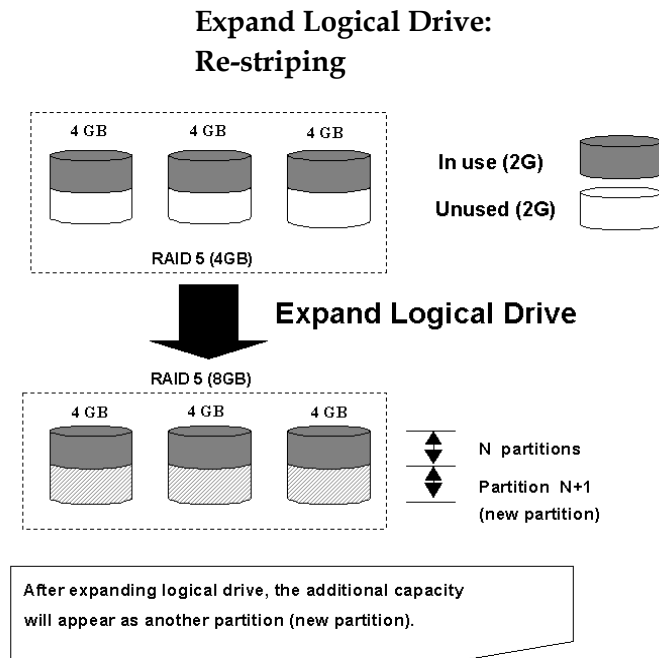 Expand Logical Drive:
Re-striping
4 GB 4 GB 4 GB
In use (2G)
Unused (2G)
RAID 5 (4GB)
Expand Logical Drive
RAID 5 (8GB)
4 GB 4 GB 4 GB
N partitions
Partition N+1
(new partition)
After expanding logical drive, the additional capacity
will appear as another partition (new partition).